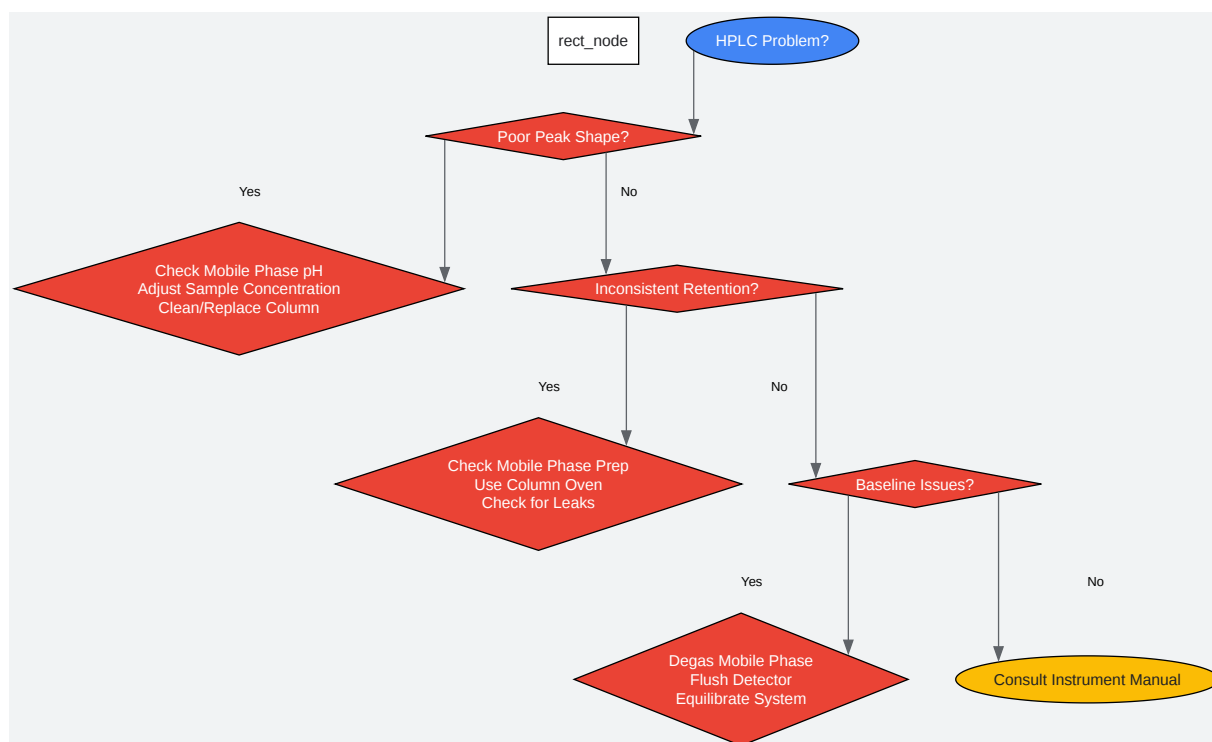 rect_node
HPLC Problem?
Poor Peak Shape?
Yes
No
Check Mobile Phase pH
Adjust Sample Concentration
Clean/Replace Column
Inconsistent Retention?
Yes
No
Check Mobile Phase Prep
Use Column Oven
Check for Leaks
Baseline Issues?
Yes
No
Degas Mobile Phase
Flush Detector
Equilibrate System
Consult Instrument Manual